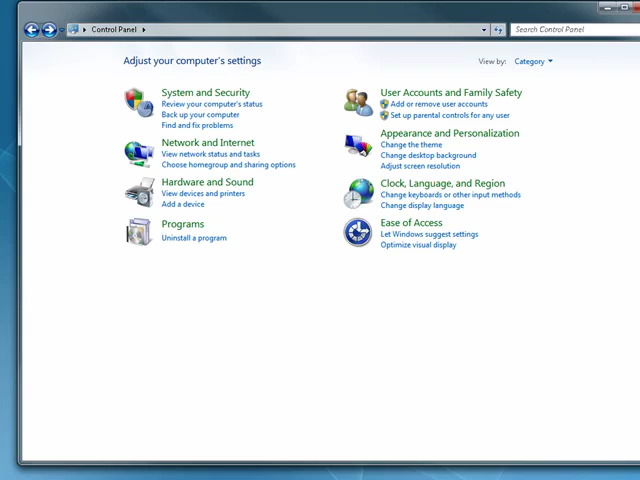 Control Panel
Search Control Panel
Adjust your computer's settings
View by: Category
System and Security
Review your computer's status
Back up your computer
Find and fix problems
Network and Internet
View network status and tasks
Choose homegroup and sharing options
Hardware and Sound
View devices and printers
Add a device
Programs
Uninstall a program
User Accounts and Family Safety
Add or remove user accounts
Set up parental controls for any user
Appearance and Personalization
Change the theme
Change desktop background
Adjust screen resolution
Clock, Language, and Region
Change keyboards or other input methods
Change display language
Ease of Access
Let Windows suggest settings
Optimize visual display